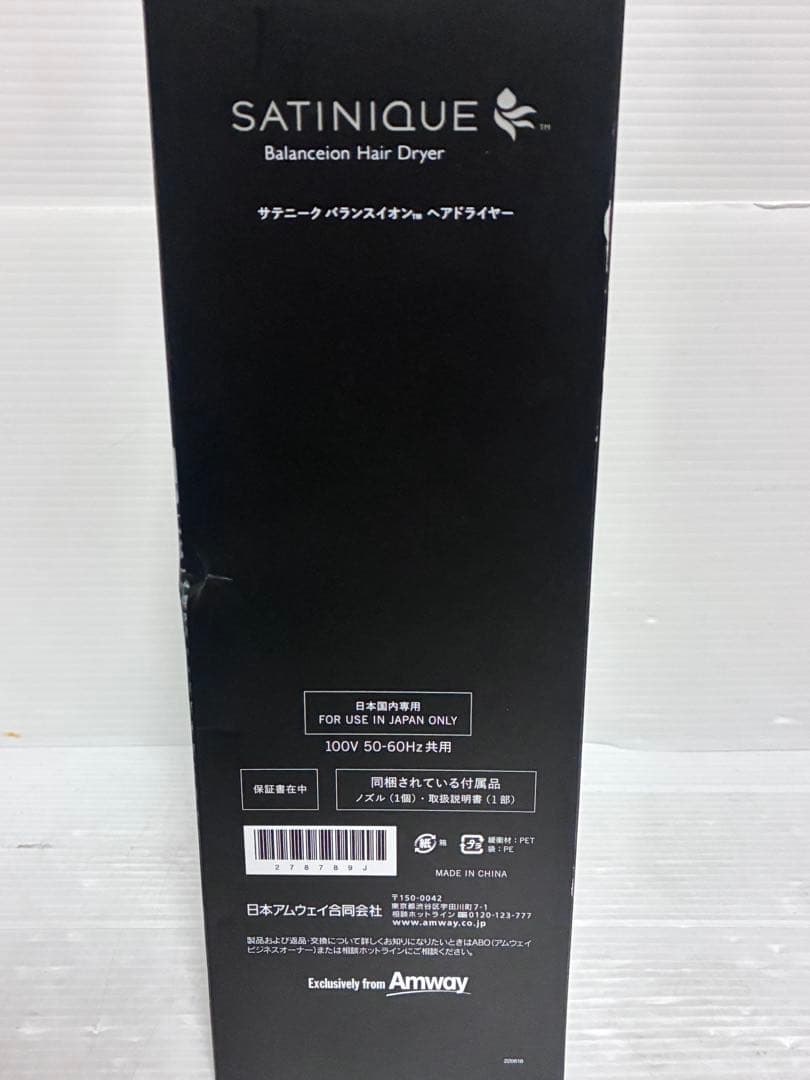 SATINIQUE ™
Balanceion Hair Dryer
サテニーク バランスイオン™ ヘアドライヤー
日本国内専用
FOR USE IN JAPAN ONLY
100V 50-60Hz共用
保証書在中
同梱されている付属品
ノズル（1個）・取扱説明書（1部）
278789J
紙 箱
プラ 緩衝材：PET
袋：PE
MADE IN CHINA
日本アムウェイ合同会社
〒150-0042
東京都渋谷区宇田川町7-1
相談ホットライン 0120-123-777
www.amway.co.jp
製品および返品・交換について詳しくお知りになりたいときはABO（アムウェイ
ビジネスオーナー）または相談ホットラインにご相談ください。
Exclusively from Amway